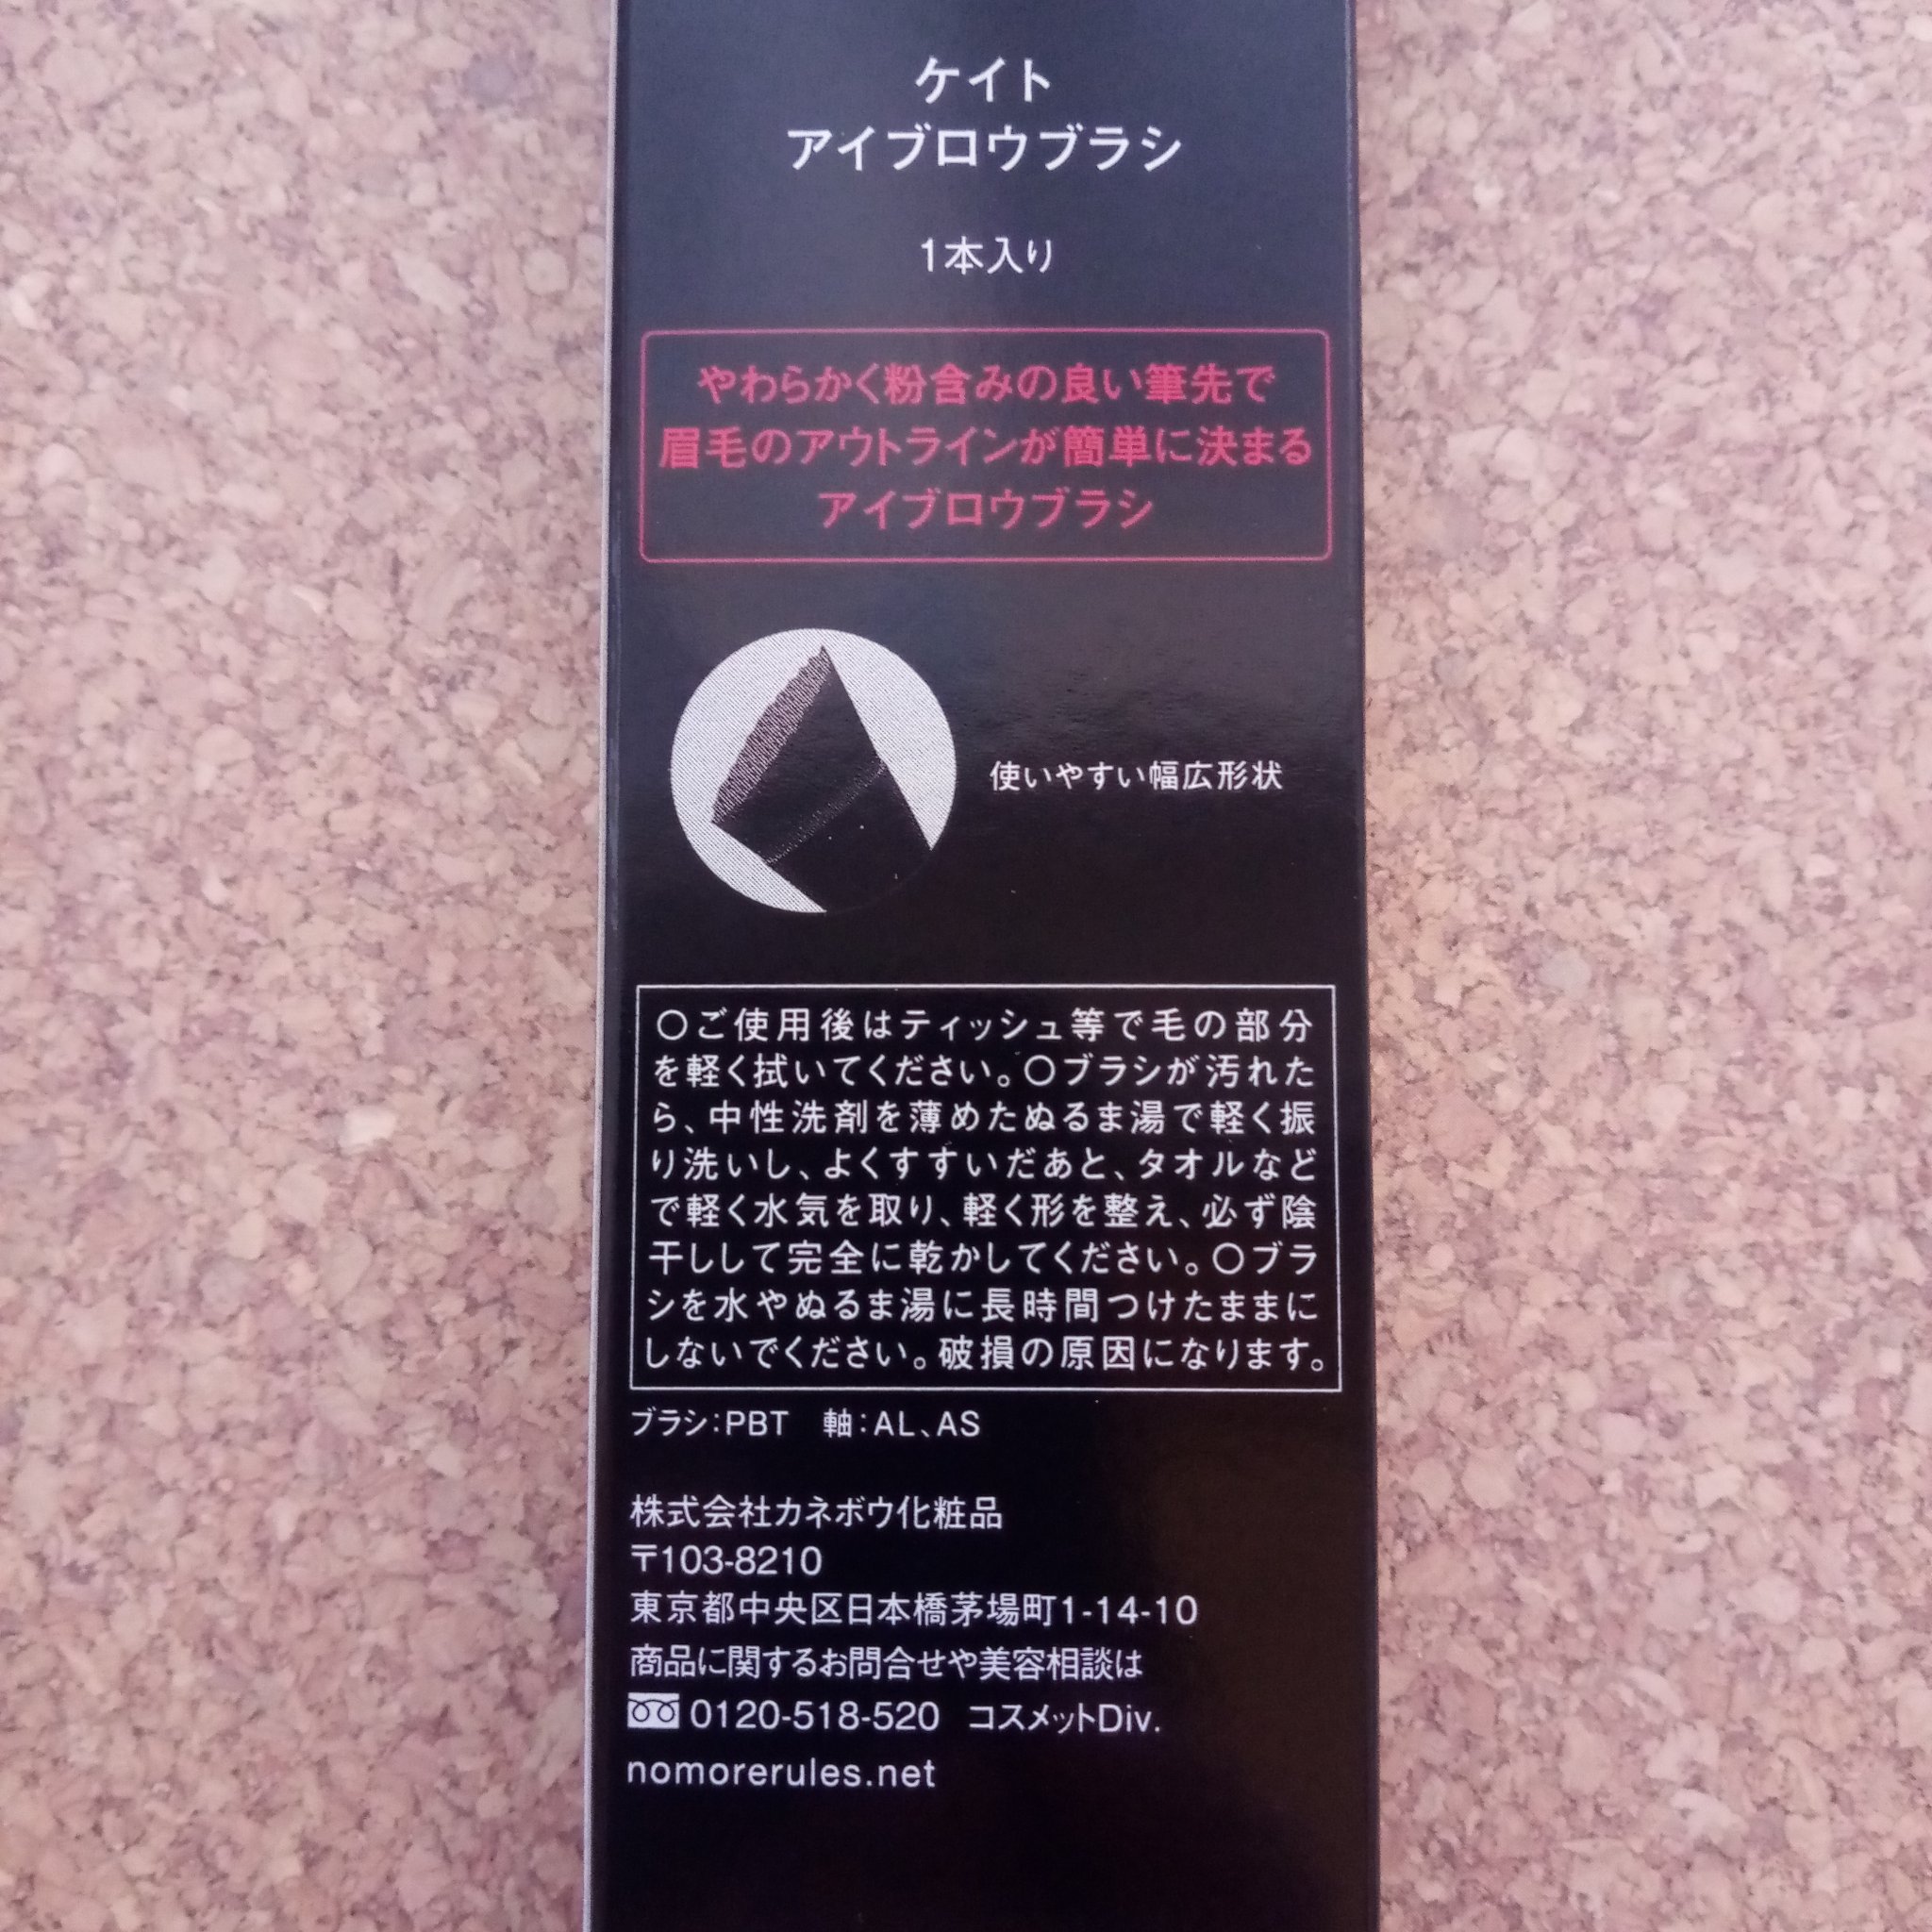 ケイト
アイブロウブラシ
1本入り
やわらかく粉含みの良い筆先で
眉毛のアウトラインが簡単に決まる
アイブロウブラシ
使いやすい幅広形状
○ご使用後はティッシュ等で毛の部分
を軽く拭いてください。○ブラシが汚れた
ら、中性洗剤を薄めたぬるま湯で軽く振
り洗いし、よくすすいだあと、タオルなど
で軽く水気を取り、軽く形を整え、必ず陰
干しして完全に乾かしてください。○ブラ
シを水やぬるま湯に長時間つけたままに
しないでください。破損の原因になります。
ブラシ：PBT　軸：AL、AS
株式会社カネボウ化粧品
〒103-8210
東京都中央区日本橋茅場町1-14-10
商品に関するお問合せや美容相談は
0120-518-520　コスメットDiv.
nomorerules.net